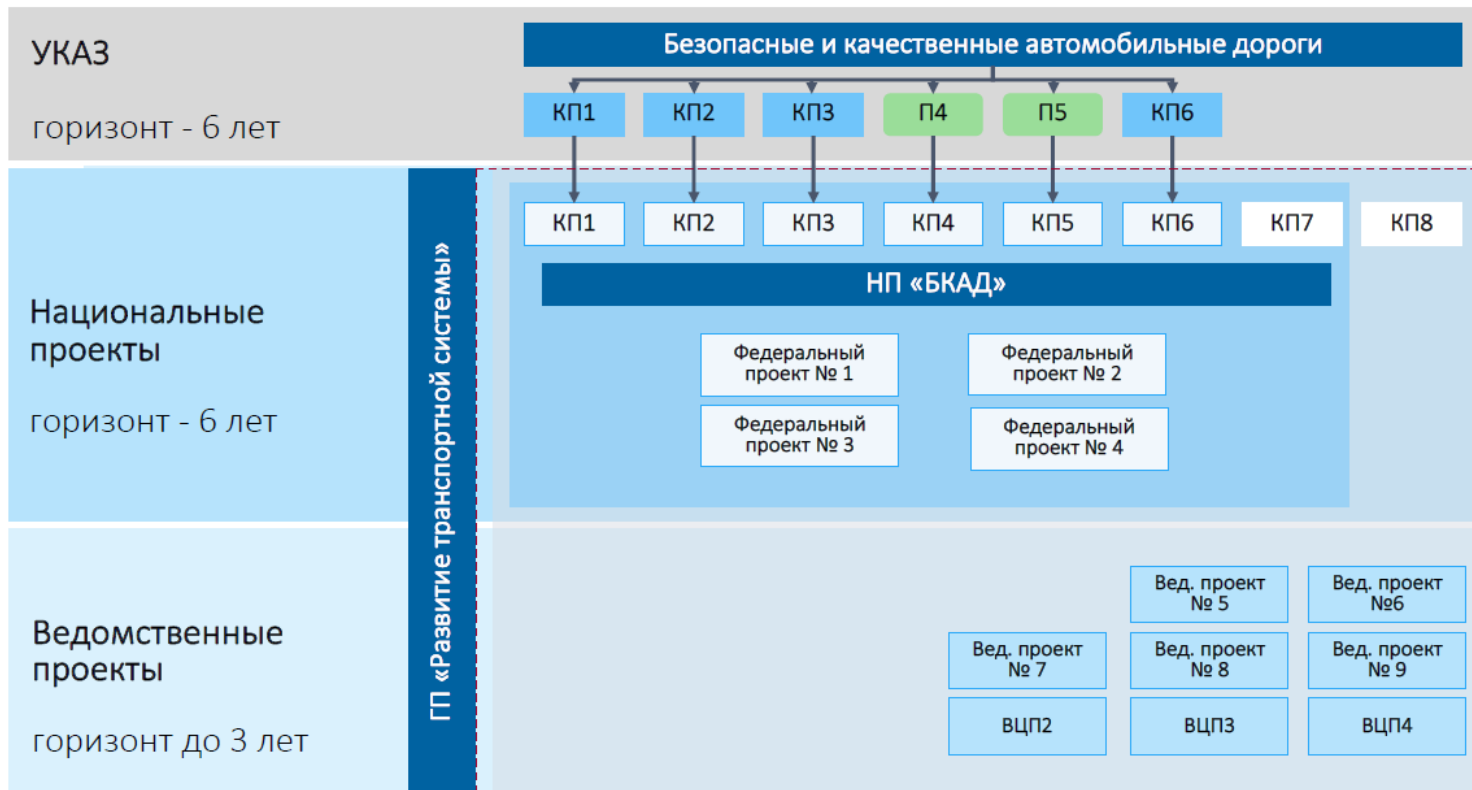 УКАЗ
горизонт - 6 лет
Безопасные и качественные автомобильные дороги
КП1
КП2
КП3
П4
П5
КП6
Национальные
проекты
горизонт - 6 лет
ГП «Развитие транспортной системы»
КП1
КП2
КП3
КП4
КП5
КП6
КП7
КП8
НП «БКАД»
Федеральный
проект № 1
Федеральный
проект № 2
Федеральный
проект № 3
Федеральный
проект № 4
Ведомственные
проекты
горизонт до 3 лет
Вед. проект
№ 5
Вед. проект
№6
Вед. проект
№ 7
Вед. проект
№ 8
Вед. проект
№ 9
ВЦП2
ВЦП3
ВЦП4